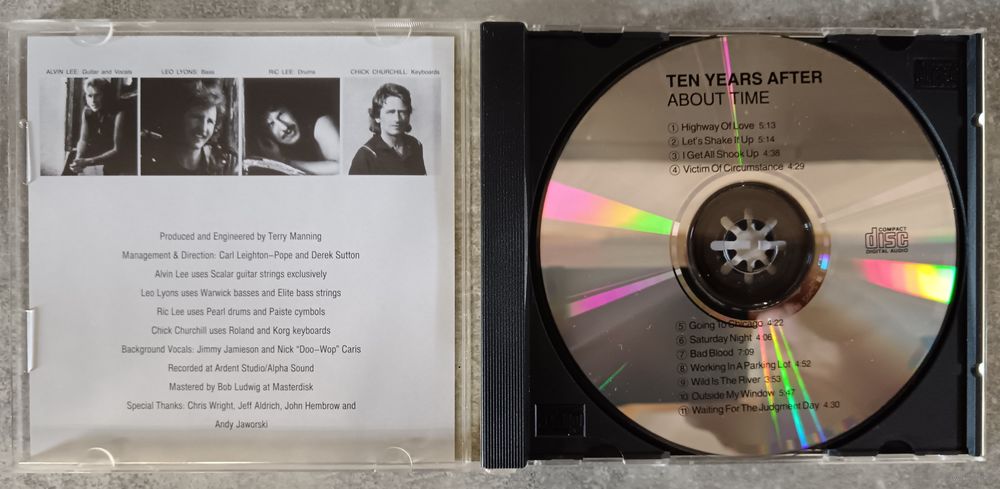 ALVIN LEE: Guitar and Vocals
LEO LYONS: Bass
RIC LEE: Drums
CHICK CHURCHILL: Keyboards
Produced and Engineered by Terry Manning
Management & Direction: Carl Leighton–Pope and Derek Sutton
Alvin Lee uses Scalar guitar strings exclusively
Leo Lyons uses Warwick basses and Elite bass strings
Ric Lee uses Pearl drums and Paiste cymbols
Chick Churchill uses Roland and Korg keyboards
Background Vocals: Jimmy Jamieson and Nick "Doo–Wop" Caris
Recorded at Ardent Studio/Alpha Sound
Mastered by Bob Ludwig at Masterdisk
Special Thanks: Chris Wright, Jeff Aldrich, John Hembrow and
Andy Jaworski
TEN YEARS AFTER
ABOUT TIME
① Highway Of Love 5:13
② Let's Shake It Up 5:14
③ I Get All Shook Up 4:38
④ Victim Of Circumstance 4:29
COMPACT
disc
DIGITAL AUDIO
⑤ Going To Chicago 4:22
⑥ Saturday Night 4:06
⑦ Bad Blood 7:09
⑧ Working In A Parking Lot 4:52
⑨ Wild Is The River 3:53
⑩ Outside My Window 5:47
⑪ Waiting For The Judgment Day 4:30